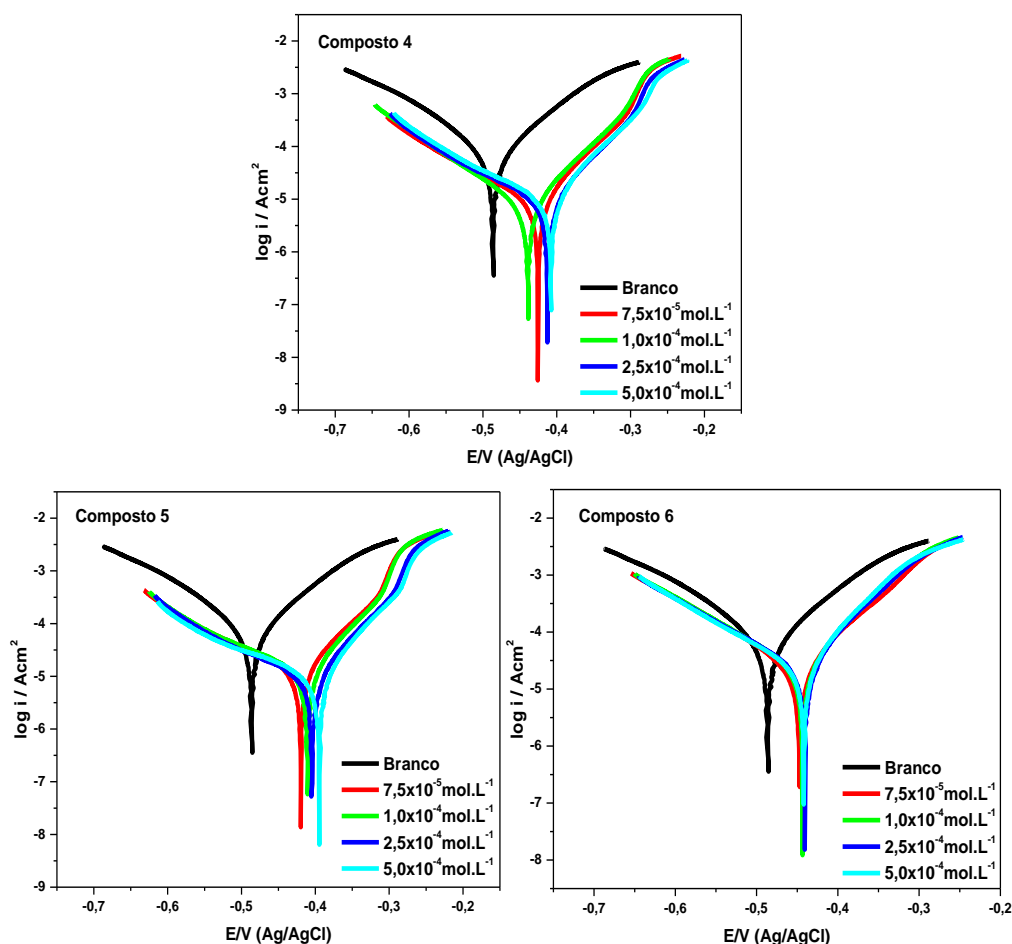 Composto 4
log i / Acm²
-2
-3
-4
-5
-6
-7
-8
-9
Branco
7,5x10⁻⁵mol.L⁻¹
1,0x10⁻⁴mol.L⁻¹
2,5x10⁻⁴mol.L⁻¹
5,0x10⁻⁴mol.L⁻¹
-0,7 -0,6 -0,5 -0,4 -0,3 -0,2
E/V (Ag/AgCl)
Composto 5
log i / Acm²
-2
-3
-4
-5
-6
-7
-8
-9
Branco
7,5x10⁻⁵mol.L⁻¹
1,0x10⁻⁴mol.L⁻¹
2,5x10⁻⁴mol.L⁻¹
5,0x10⁻⁴mol.L⁻¹
-0,7 -0,6 -0,5 -0,4 -0,3 -0,2
E/V (Ag/AgCl)
Composto 6
log i / Acm²
-2
-3
-4
-5
-6
-7
-8
Branco
7,5x10⁻⁵mol.L⁻¹
1,0x10⁻⁴mol.L⁻¹
2,5x10⁻⁴mol.L⁻¹
5,0x10⁻⁴mol.L⁻¹
-0,7 -0,6 -0,5 -0,4 -0,3 -0,2
E/V (Ag/AgCl)